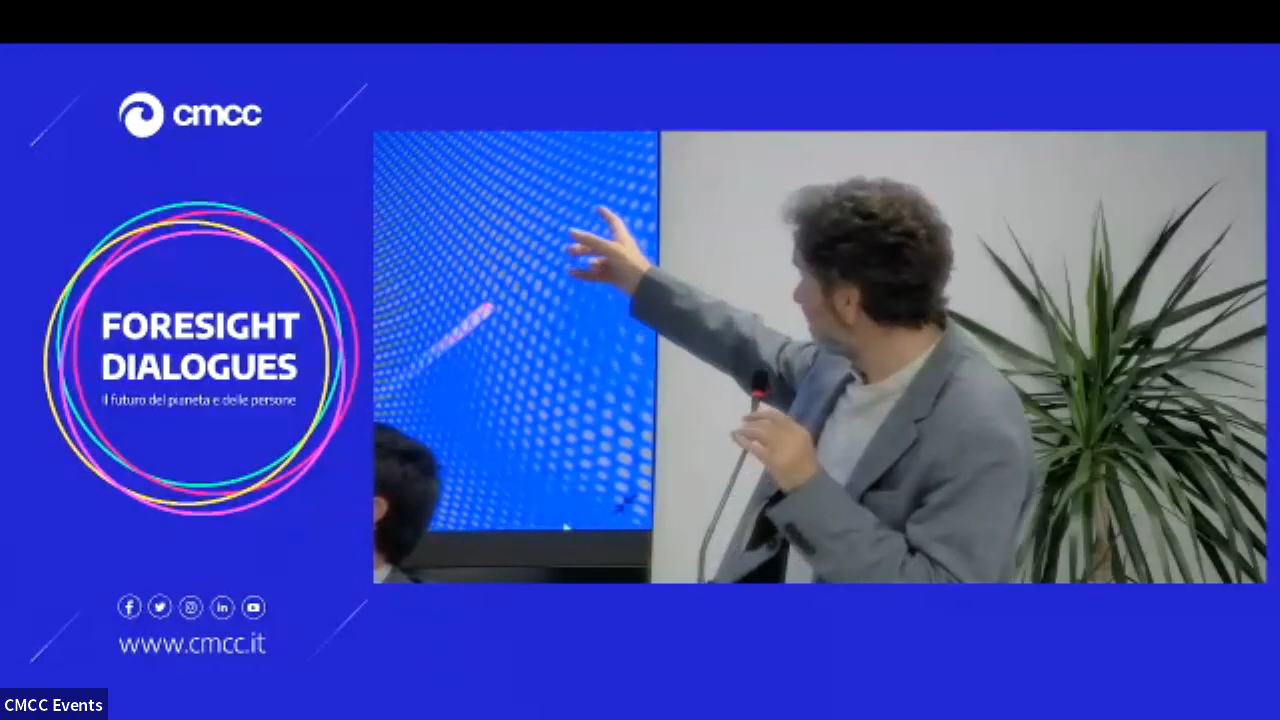 cmcc
FORESIGHT
DIALOGUES
Il futuro del pianeta e delle persone
www.cmcc.it
CMCC Events